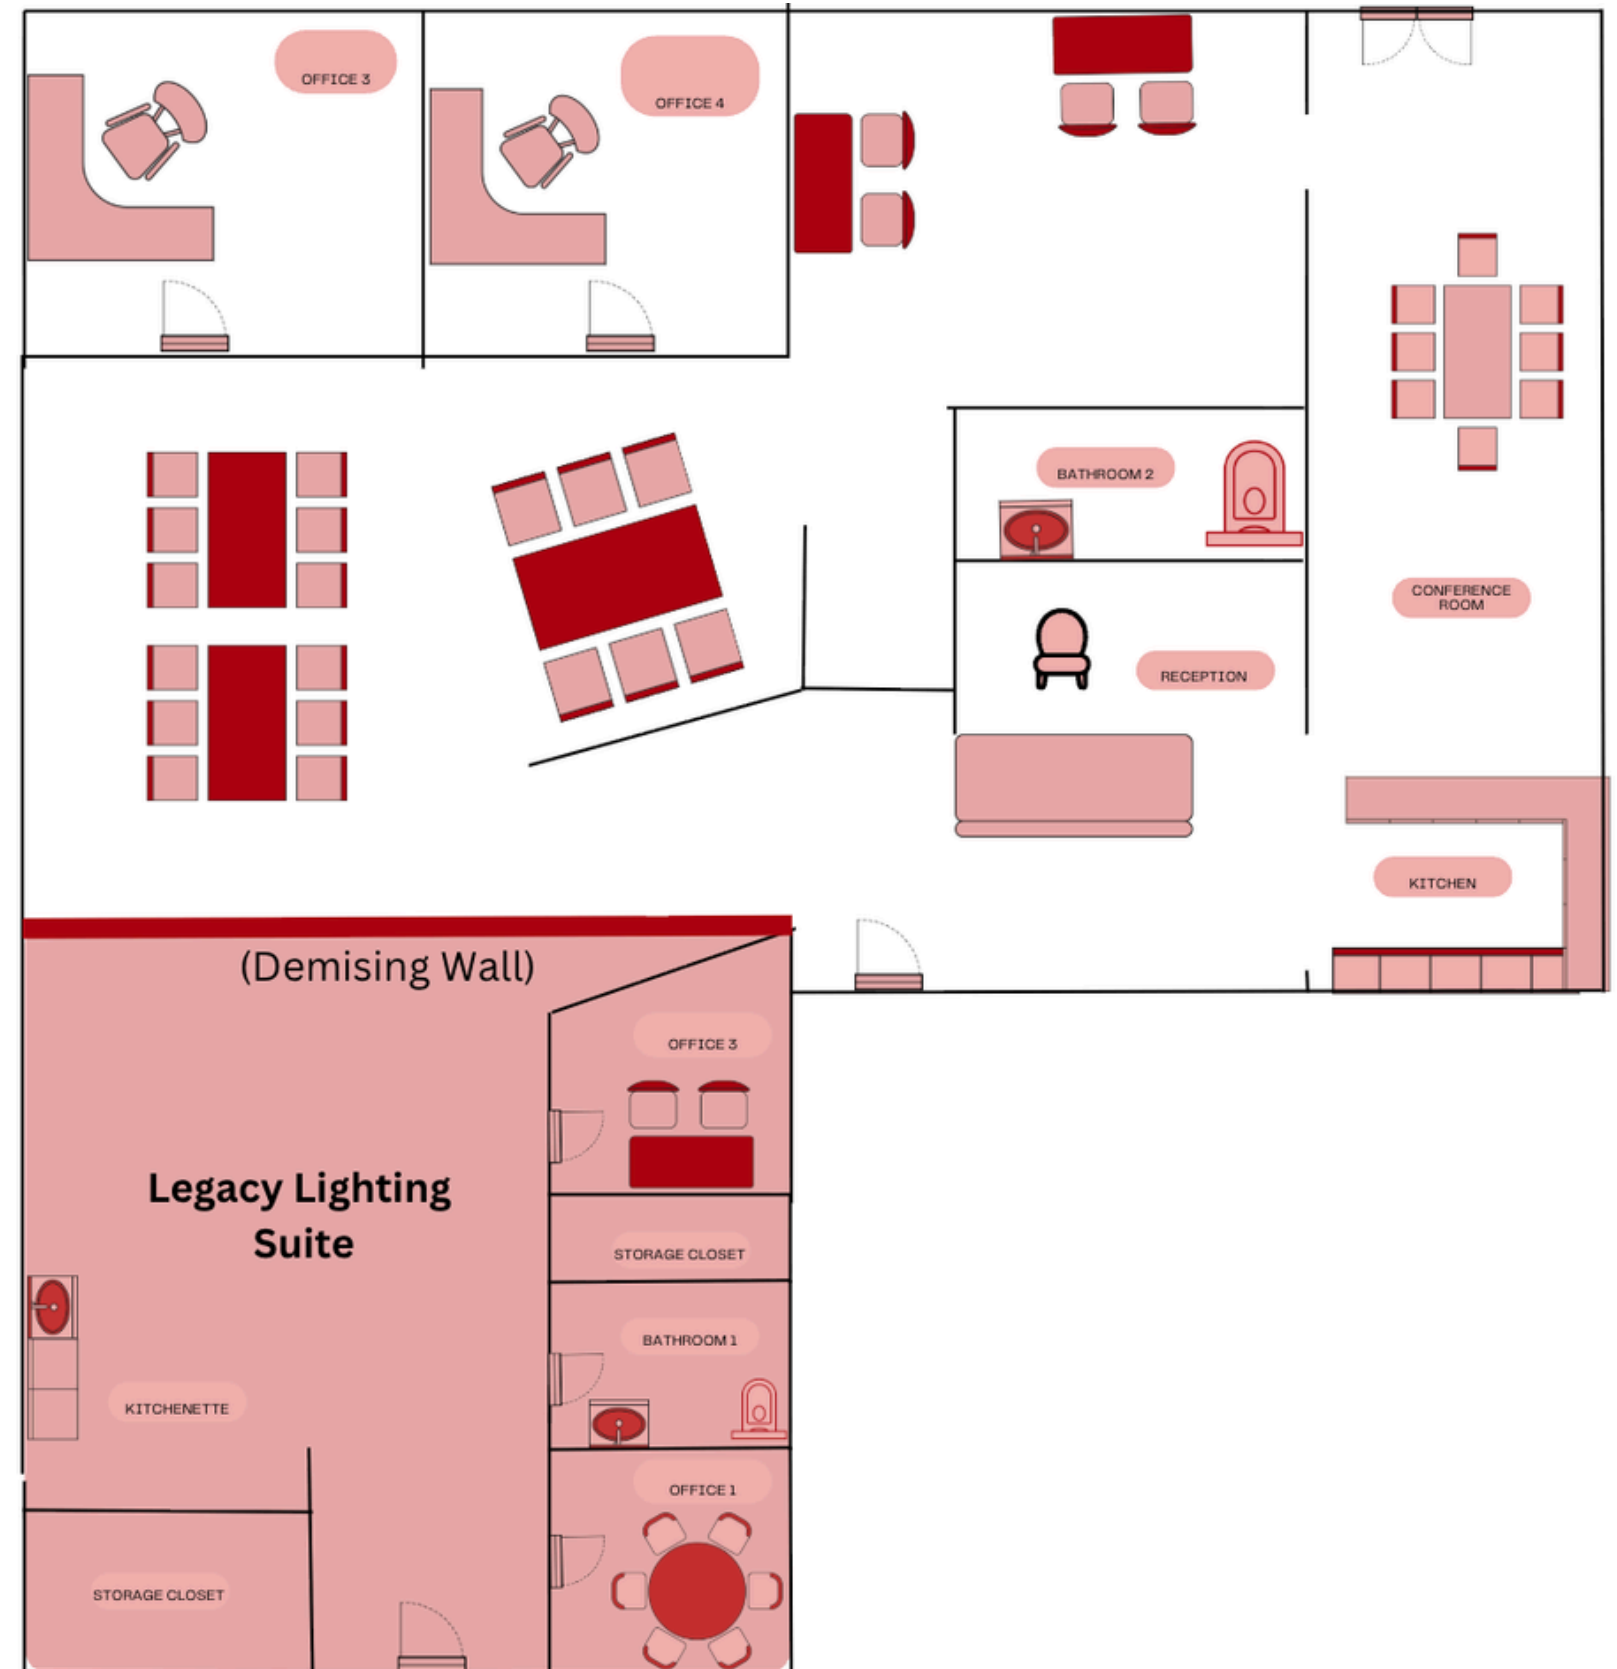 OFFICE 3
OFFICE 4
BATHROOM 2
CONFERENCE
ROOM
RECEPTION
KITCHEN
(Demising Wall)
OFFICE 3
Legacy Lighting
Suite
STORAGE CLOSET
BATHROOM 1
KITCHENETTE
OFFICE 1
STORAGE CLOSET